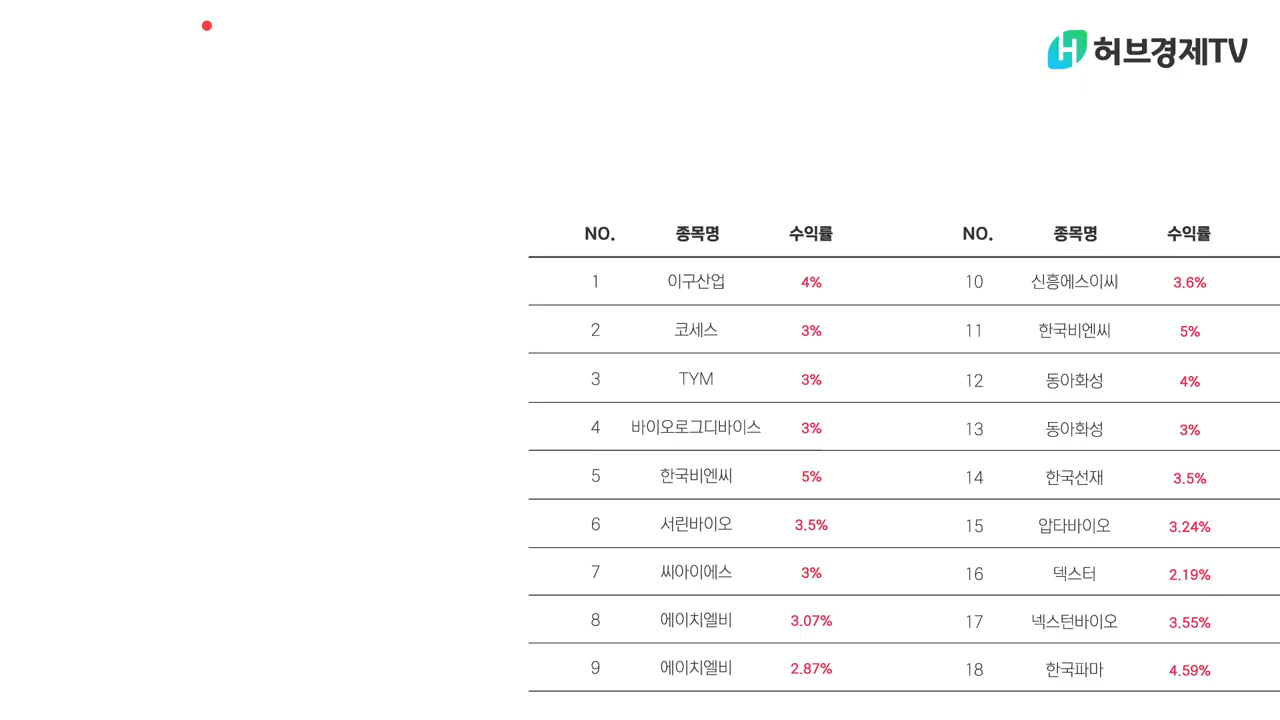 허브경제TV
NO. 종목명 수익률 NO. 종목명 수익률
1 이구산업 4% 10 신흥에스이씨 3.6%
2 코세스 3% 11 한국비엔씨 5%
3 TYM 3% 12 동아화성 4%
4 바이오로그디바이스 3% 13 동아화성 3%
5 한국비엔씨 5% 14 한국선재 3.5%
6 서린바이오 3.5% 15 압타바이오 3.24%
7 씨아이에스 3% 16 덱스터 2.19%
8 에이치엘비 3.07% 17 넥스턴바이오 3.55%
9 에이치엘비 2.87% 18 한국파마 4.59%